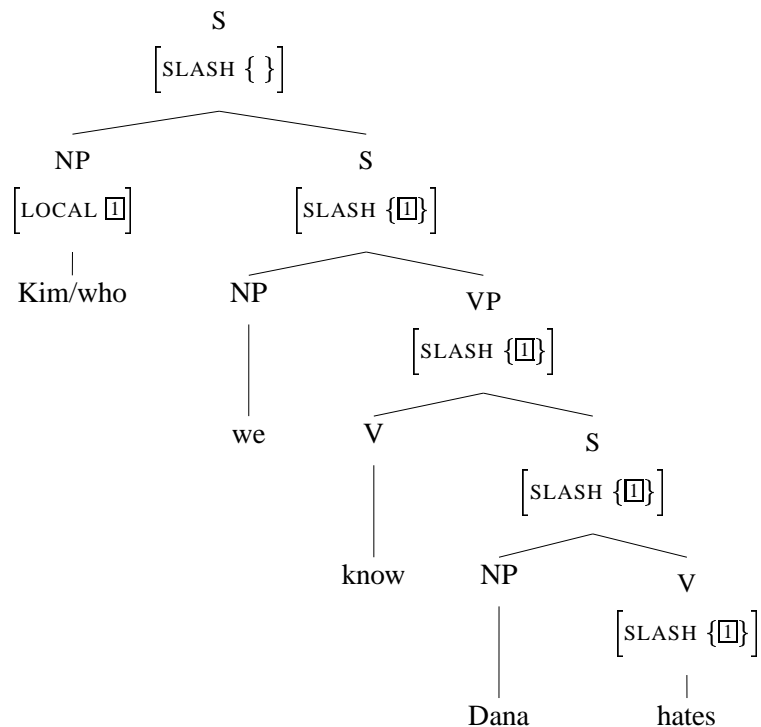 S
[SLASH { }]
NP S
[LOCAL 1] [SLASH {1}]
Kim/who NP VP
[SLASH {1}]
we V S
[SLASH {1}]
know NP V
[SLASH {1}]
Dana hates